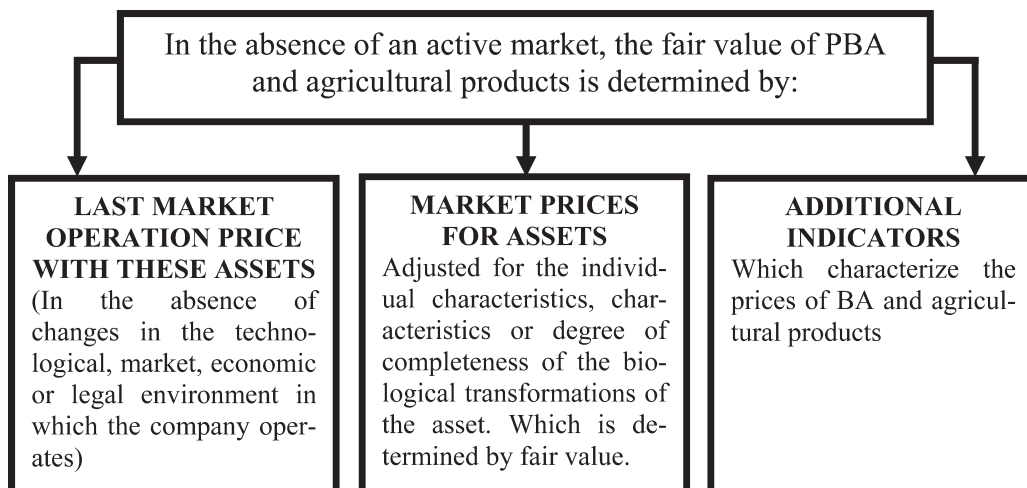 In the absence of an active market, the fair value of PBA
and agricultural products is determined by:
LAST MARKET
OPERATION PRICE
WITH THESE ASSETS
(In the absence of
changes in the techno-
logical, market, economic
or legal environment in
which the company oper-
ates)
MARKET PRICES
FOR ASSETS
Adjusted for the individ-
ual characteristics, char-
acteristics or degree of
completeness of the bio-
logical transformations of
the asset. Which is de-
termined by fair value.
ADDITIONAL
INDICATORS
Which characterize the
prices of BA and agricul-
tural products